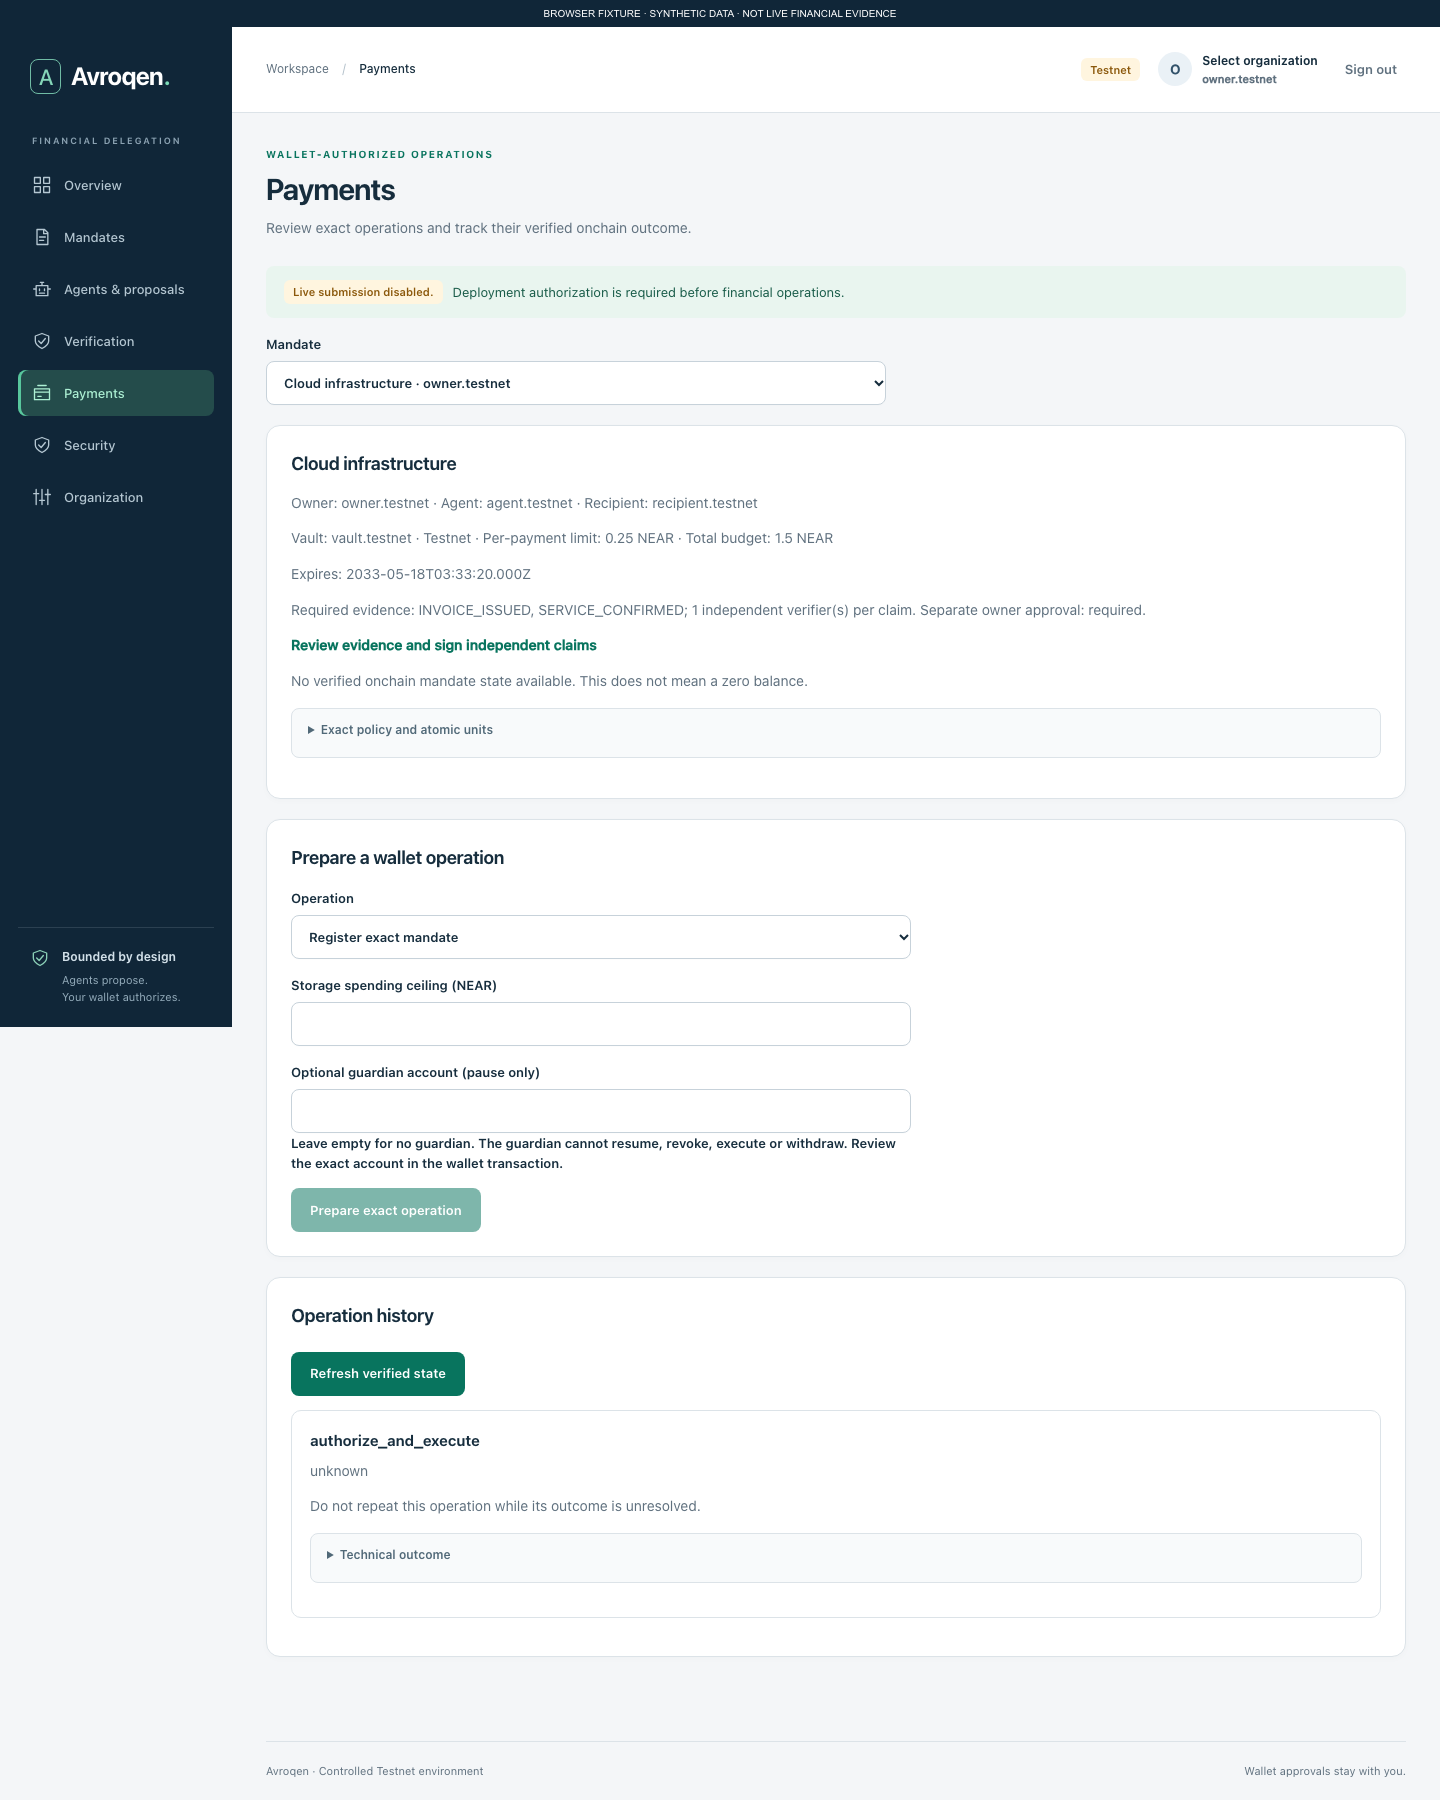 BROWSER FIXTURE · SYNTHETIC DATA · NOT LIVE FINANCIAL EVIDENCE
A Avroqen.
FINANCIAL DELEGATION
Overview
Mandates
Agents & proposals
Verification
Payments
Security
Organization
Bounded by design
Agents propose.
Your wallet authorizes.
Workspace / Payments
Testnet
O
Select organization
owner.testnet
Sign out
WALLET-AUTHORIZED OPERATIONS
Payments
Review exact operations and track their verified onchain outcome.
Live submission disabled. Deployment authorization is required before financial operations.
Mandate
Cloud infrastructure · owner.testnet
Cloud infrastructure
Owner: owner.testnet · Agent: agent.testnet · Recipient: recipient.testnet
Vault: vault.testnet · Testnet · Per-payment limit: 0.25 NEAR · Total budget: 1.5 NEAR
Expires: 2033-05-18T03:33:20.000Z
Required evidence: INVOICE_ISSUED, SERVICE_CONFIRMED; 1 independent verifier(s) per claim. Separate owner approval: required.
Review evidence and sign independent claims
No verified onchain mandate state available. This does not mean a zero balance.
Exact policy and atomic units
Prepare a wallet operation
Operation
Register exact mandate
Storage spending ceiling (NEAR)
Optional guardian account (pause only)
Leave empty for no guardian. The guardian cannot resume, revoke, execute or withdraw. Review
the exact account in the wallet transaction.
Prepare exact operation
Operation history
Refresh verified state
authorize_and_execute
unknown
Do not repeat this operation while its outcome is unresolved.
Technical outcome
Avroqen · Controlled Testnet environment
Wallet approvals stay with you.